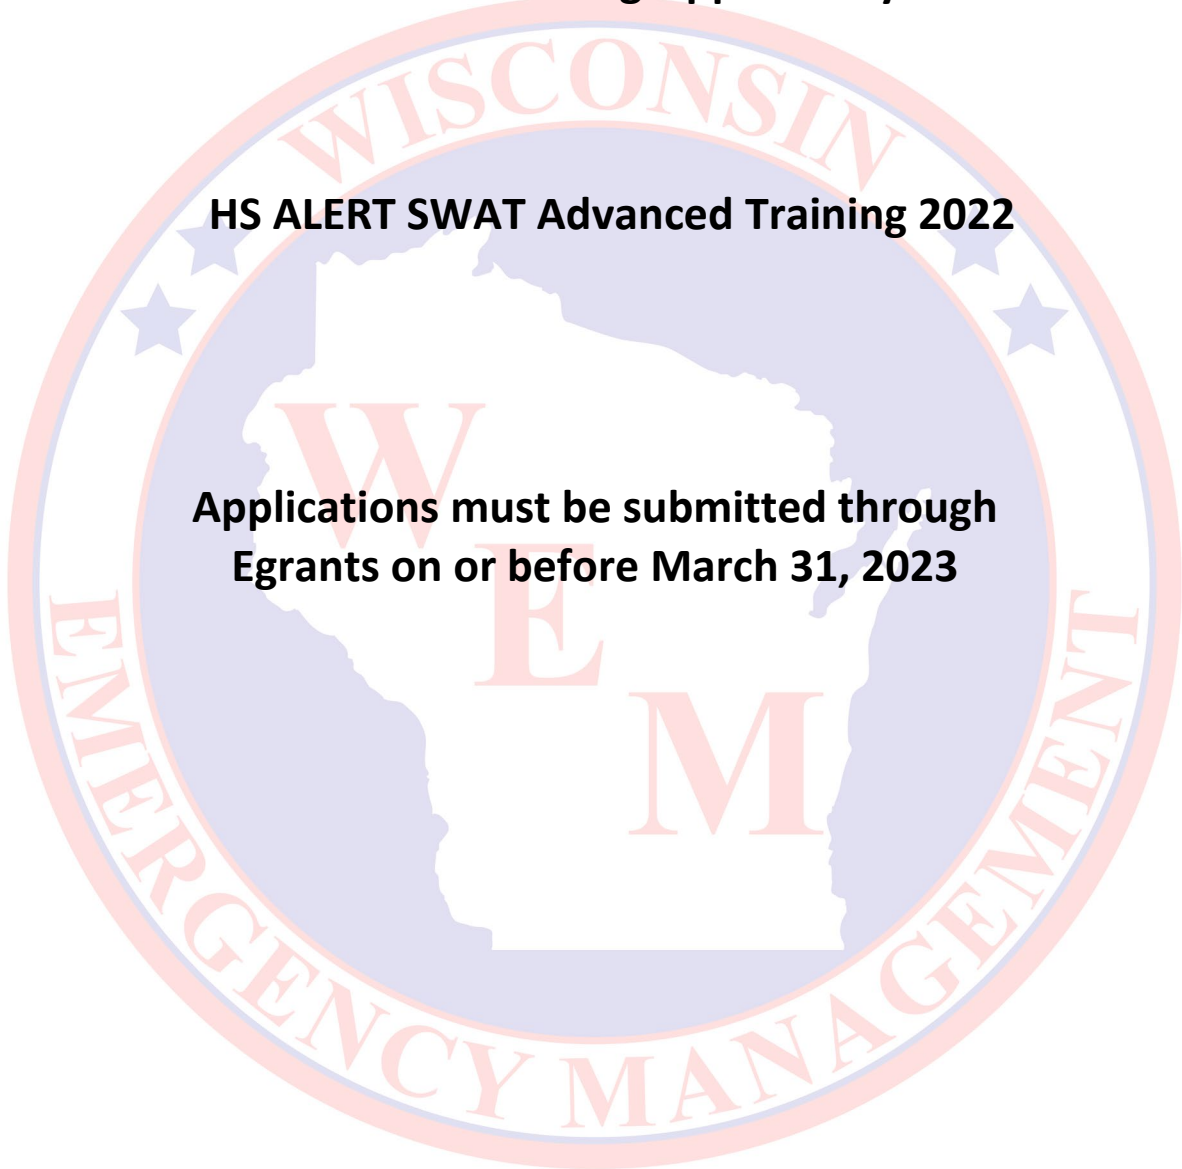 HS ALERT SWAT Advanced Training 2022
Applications must be submitted through
Egrants on or before March 31, 2023
WISCONSIN
W
E
M
EMERGENCY MANAGEMENT